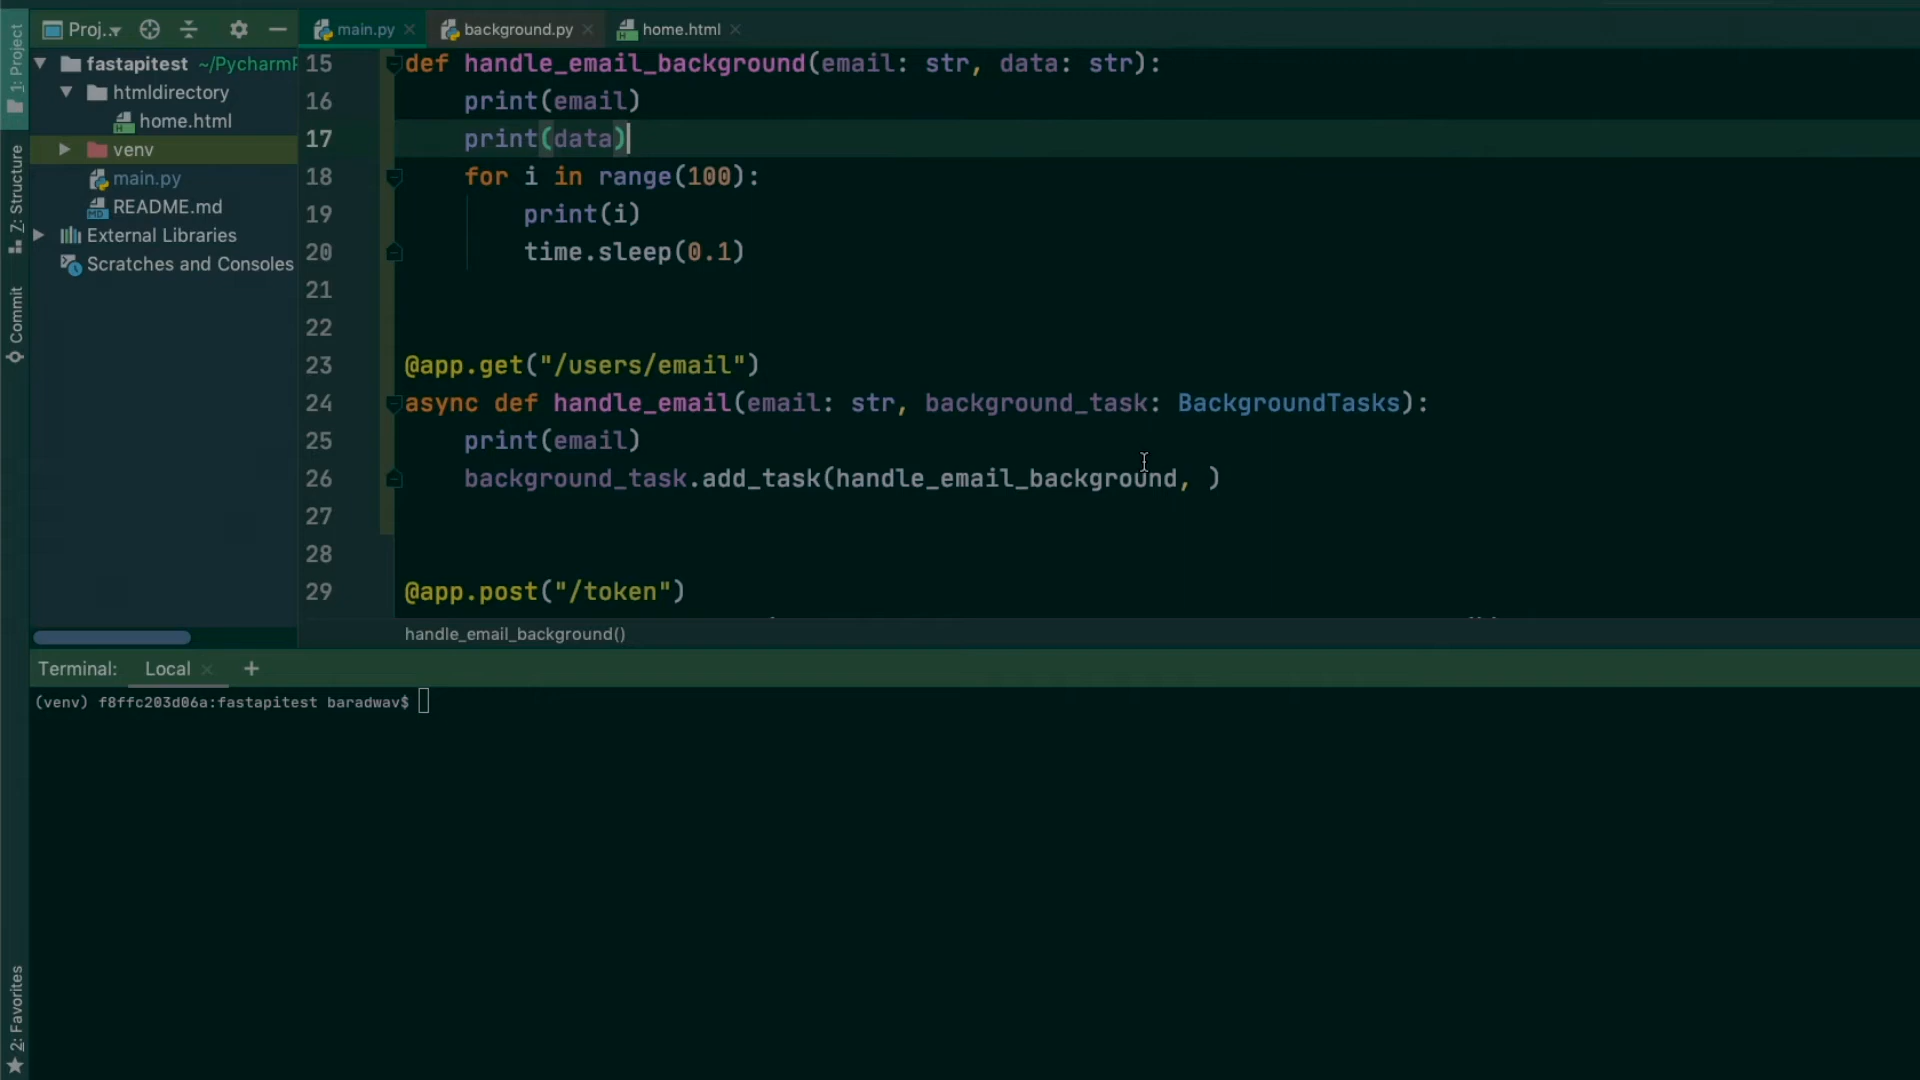 1: Project
Z: Structure
Commit
2: Favorites
Proj..
main.py
background.py
home.html
fastapitest ~/PycharmP
htmldirectory
home.html
venv
main.py
README.md
External Libraries
Scratches and Consoles
15 def handle_email_background(email: str, data: str):
16 print(email)
17 print(data)
18 for i in range(100):
19 print(i)
20 time.sleep(0.1)
21
22
23 @app.get("/users/email")
24 async def handle_email(email: str, background_task: BackgroundTasks):
25 print(email)
26 background_task.add_task(handle_email_background, )
27
28
29 @app.post("/token")
handle_email_background()
Terminal: Local +
(venv) f8ffc203d06a:fastapitest baradwav$